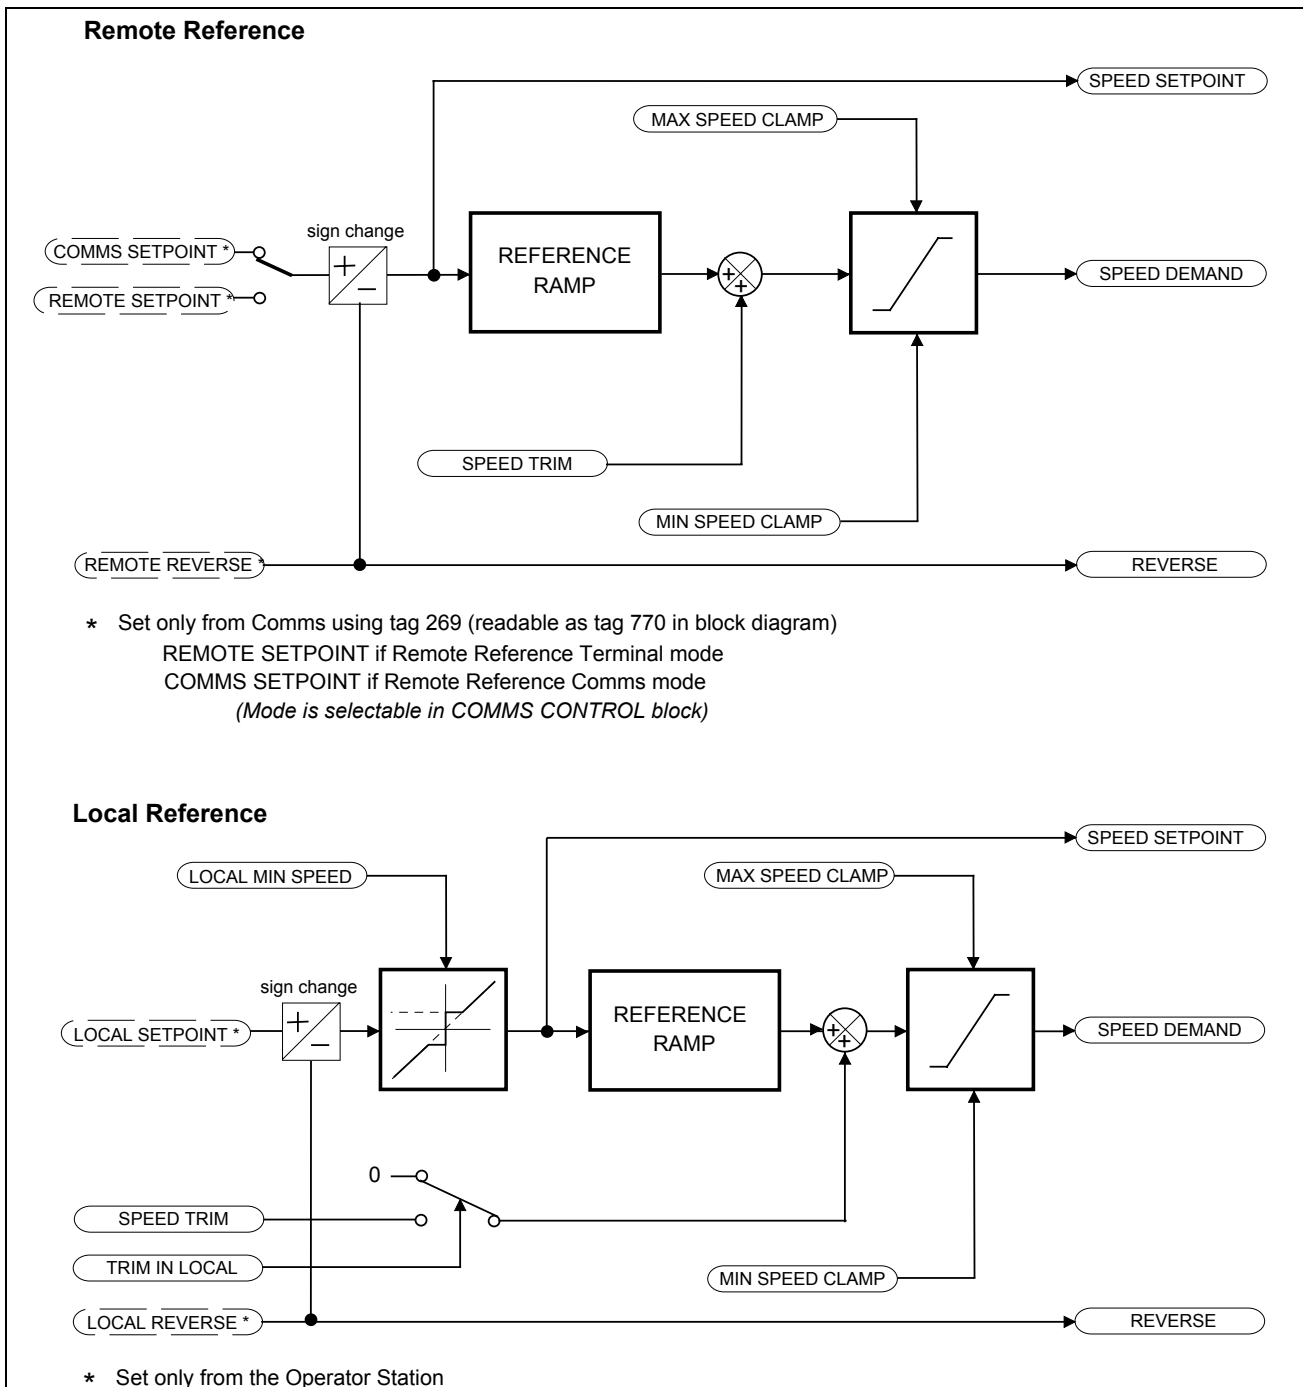 Remote Reference
SPEED SETPOINT
MAX SPEED CLAMP
sign change
COMMS SETPOINT *
REFERENCE
RAMP
+
−
+
+
SPEED DEMAND
REMOTE SETPOINT *
SPEED TRIM
MIN SPEED CLAMP
REMOTE REVERSE *
REVERSE
* Set only from Comms using tag 269 (readable as tag 770 in block diagram)
REMOTE SETPOINT if Remote Reference Terminal mode
COMMS SETPOINT if Remote Reference Comms mode
(Mode is selectable in COMMS CONTROL block)
Local Reference
SPEED SETPOINT
LOCAL MIN SPEED
MAX SPEED CLAMP
sign change
LOCAL SETPOINT *
+
−
REFERENCE
RAMP
+
+
SPEED DEMAND
0
SPEED TRIM
TRIM IN LOCAL
MIN SPEED CLAMP
LOCAL REVERSE *
REVERSE
* Set only from the Operator Station